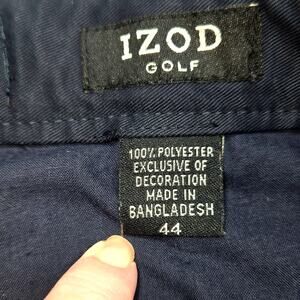 IZOD
GOLF
100% POLYESTER
EXCLUSIVE OF
DECORATION
MADE IN
BANGLADESH
44